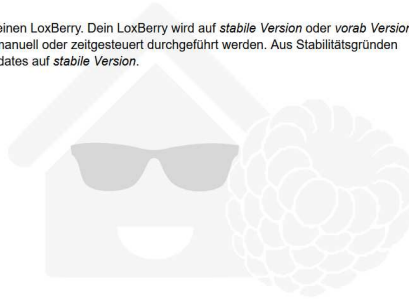 einen LoxBerry. Dein LoxBerry wird auf stabile Version oder vorab Version
manuell oder zeitgesteuert durchgeführt werden. Aus Stabilitätsgründen
dates auf stabile Version.